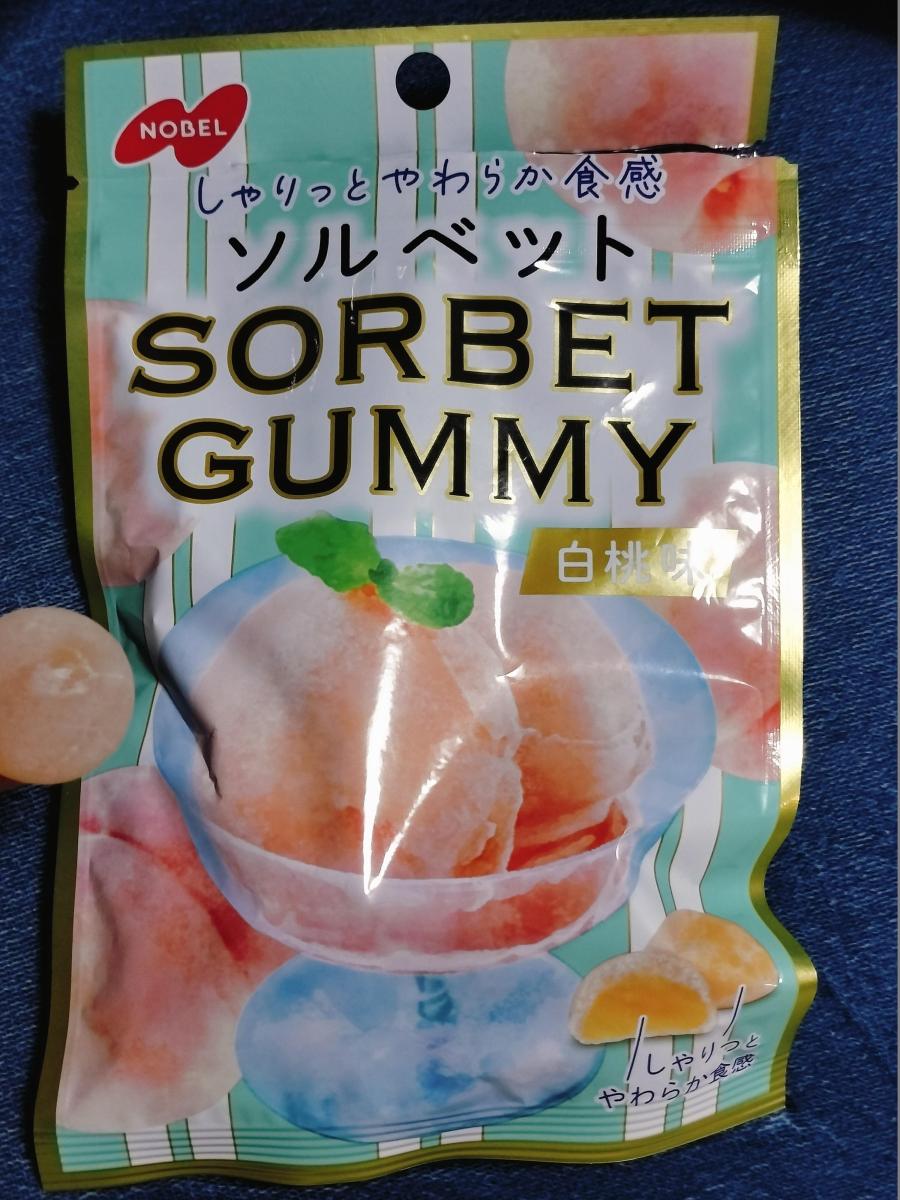 NOBEL
しゃりっとやわらか食感
ソルベット
SORBET
GUMMY
白桃味
しゃりっと
やわらか食感